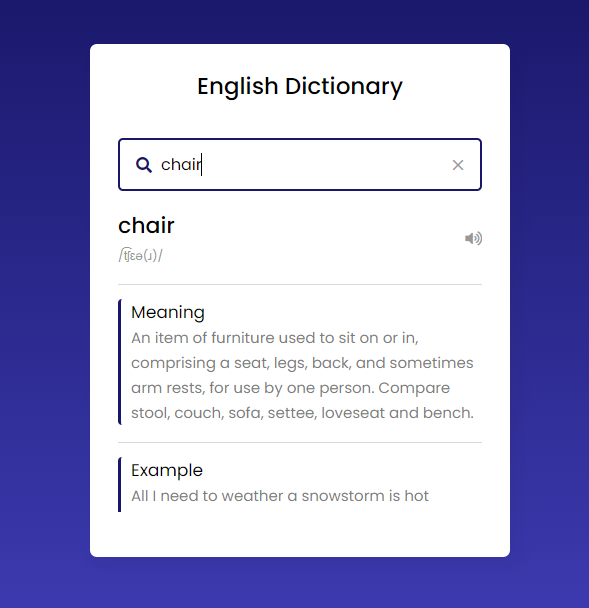 English Dictionary
chair
chair
/t͡ʃɛə(ɹ)/
Meaning
An item of furniture used to sit on or in,
comprising a seat, legs, back, and sometimes
arm rests, for use by one person. Compare
stool, couch, sofa, settee, loveseat and bench.
Example
All I need to weather a snowstorm is hot